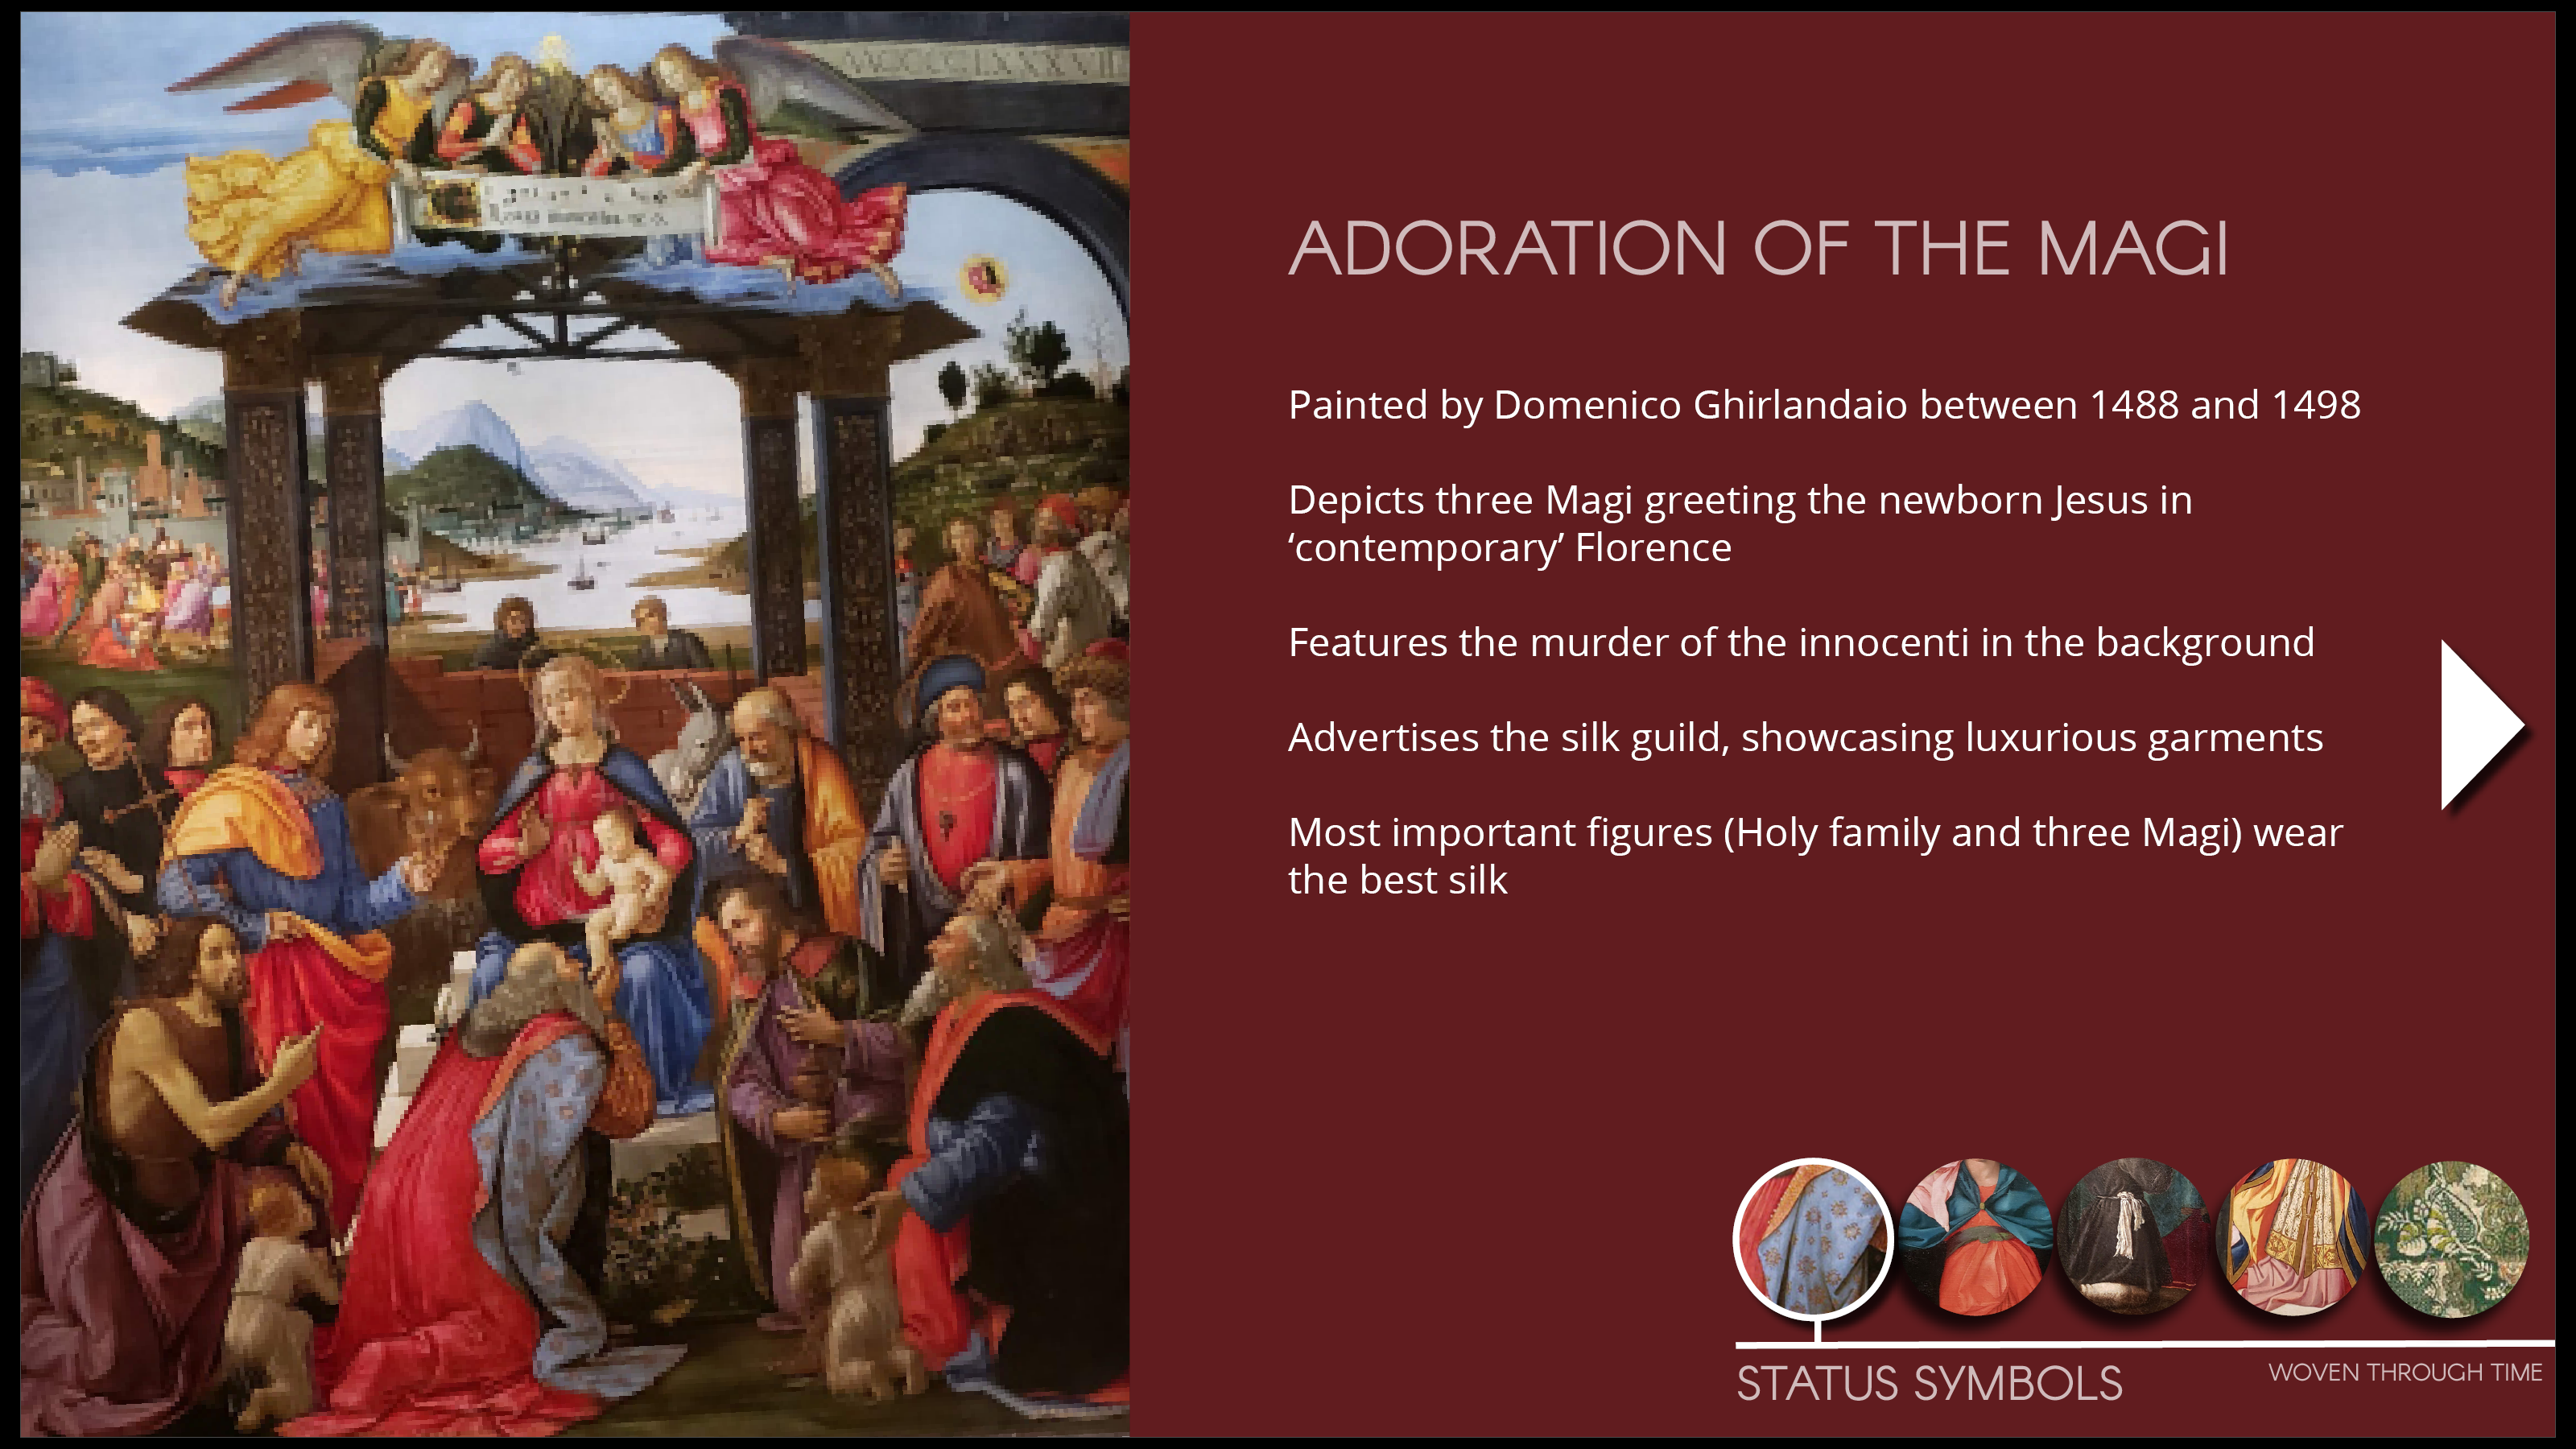 ADORATION OF THE MAGI
Painted by Domenico Ghirlandaio between 1488 and 1498
Depicts three Magi greeting the newborn Jesus in
‘contemporary’ Florence
Features the murder of the innocenti in the background
Advertises the silk guild, showcasing luxurious garments
Most important figures (Holy family and three Magi) wear
the best silk
STATUS SYMBOLS
WOVEN THROUGH TIME